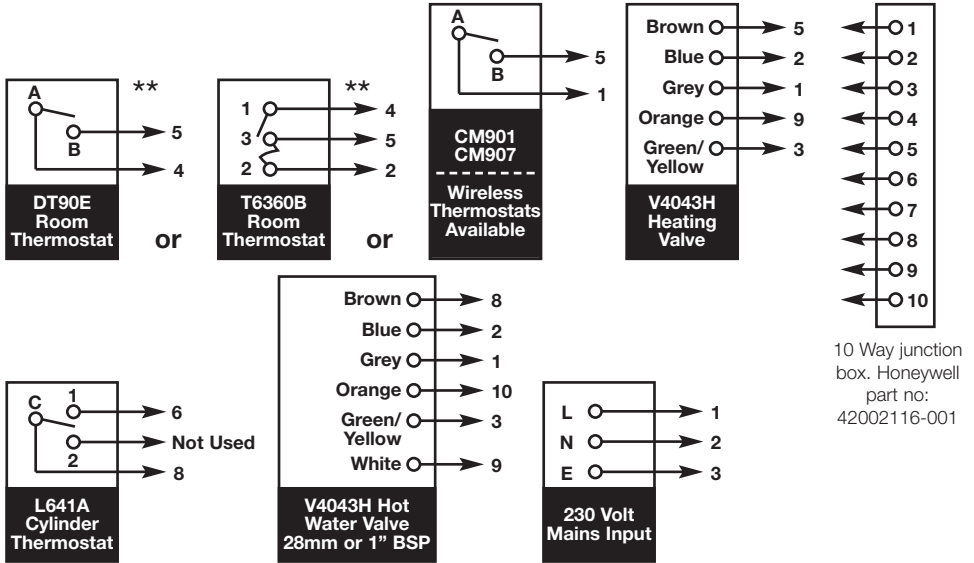 A
B
**
5
4
DT90E
Room
Thermostat
or
1
3
2
**
4
5
2
T6360B
Room
Thermostat
or
A
B
5
1
CM901
CM907
Wireless
Thermostats
Available
Brown 5
Blue 2
Grey 1
Orange 9
Green/
Yellow 3
V4043H
Heating
Valve
1
2
3
4
5
6
7
8
9
10
10 Way junction
box. Honeywell
part no:
42002116-001
C
1
2
6
Not Used
8
L641A
Cylinder
Thermostat
Brown 8
Blue 2
Grey 1
Orange 10
Green/
Yellow 3
White 9
V4043H Hot
Water Valve
28mm or 1” BSP
L 1
N 2
E 3
230 Volt
Mains Input